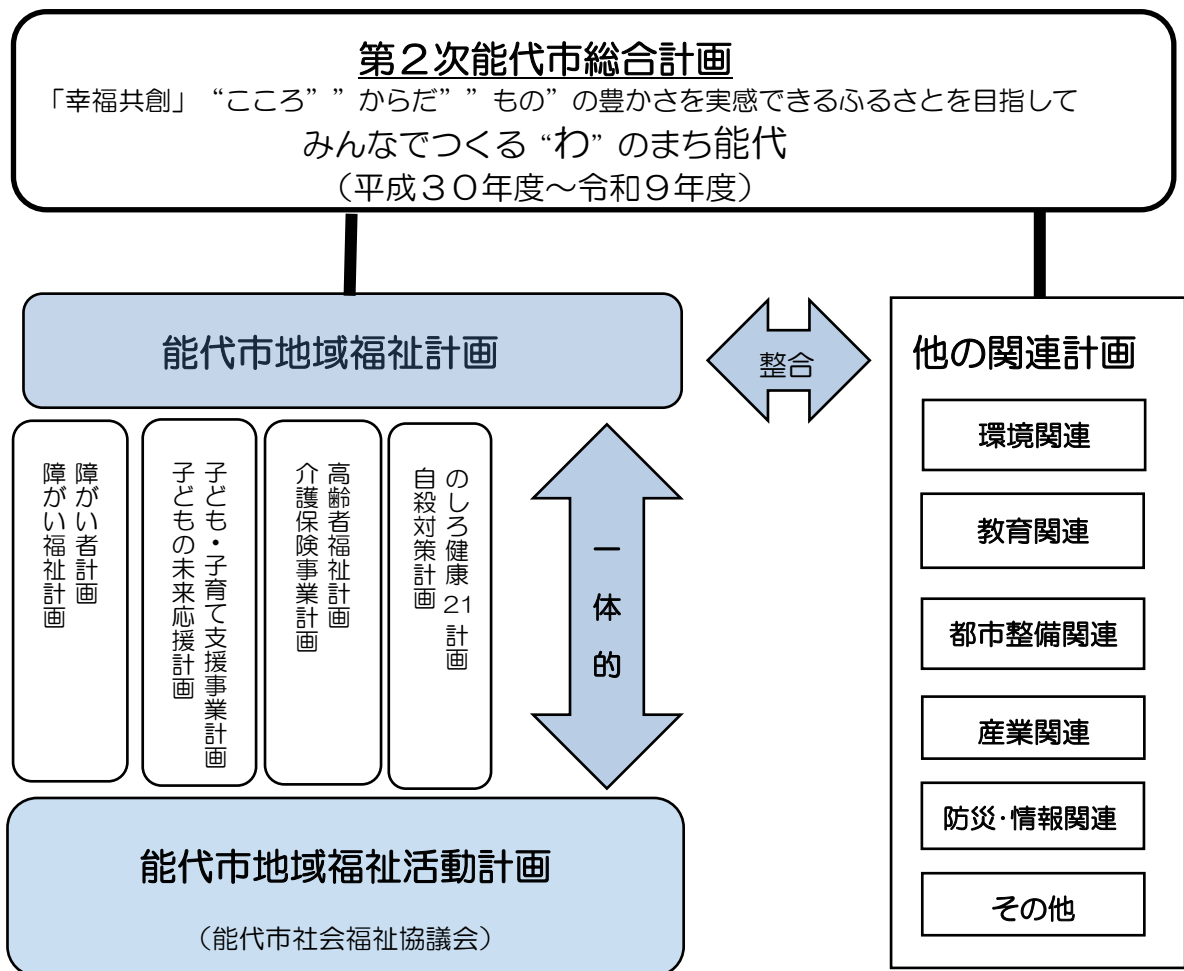 第２次能代市総合計画
「幸福共創」“こころ””からだ””もの”の豊かさを実感できるふるさとを目指して
みんなでつくる “わ” のまち能代
（平成３０年度～令和９年度）
能代市地域福祉計画
整合
他の関連計画
障がい者計画
障がい福祉計画
子ども・子育て支援事業計画
子どもの未来応援計画
高齢者福祉計画
介護保険事業計画
のしろ健康21計画
自殺対策計画
一体的
環境関連
教育関連
都市整備関連
産業関連
防災・情報関連
その他
能代市地域福祉活動計画
（能代市社会福祉協議会）